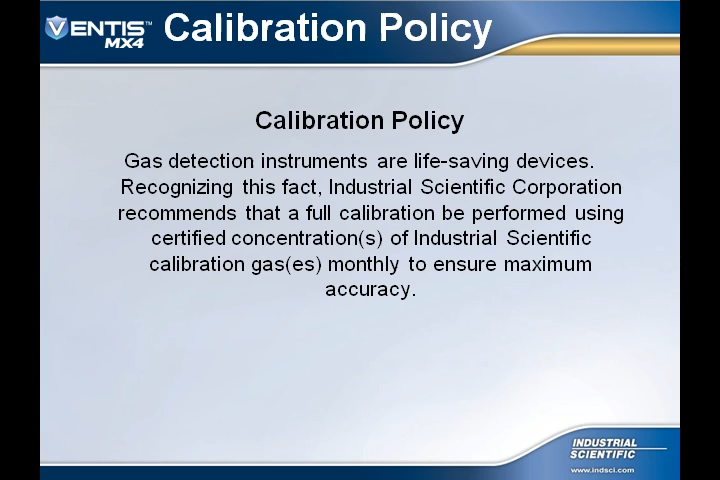 VENTIS™
MX4
Calibration Policy
Calibration Policy
Gas detection instruments are life-saving devices.
Recognizing this fact, Industrial Scientific Corporation
recommends that a full calibration be performed using
certified concentration(s) of Industrial Scientific
calibration gas(es) monthly to ensure maximum
accuracy.
INDUSTRIAL
SCIENTIFIC
www.indsci.com